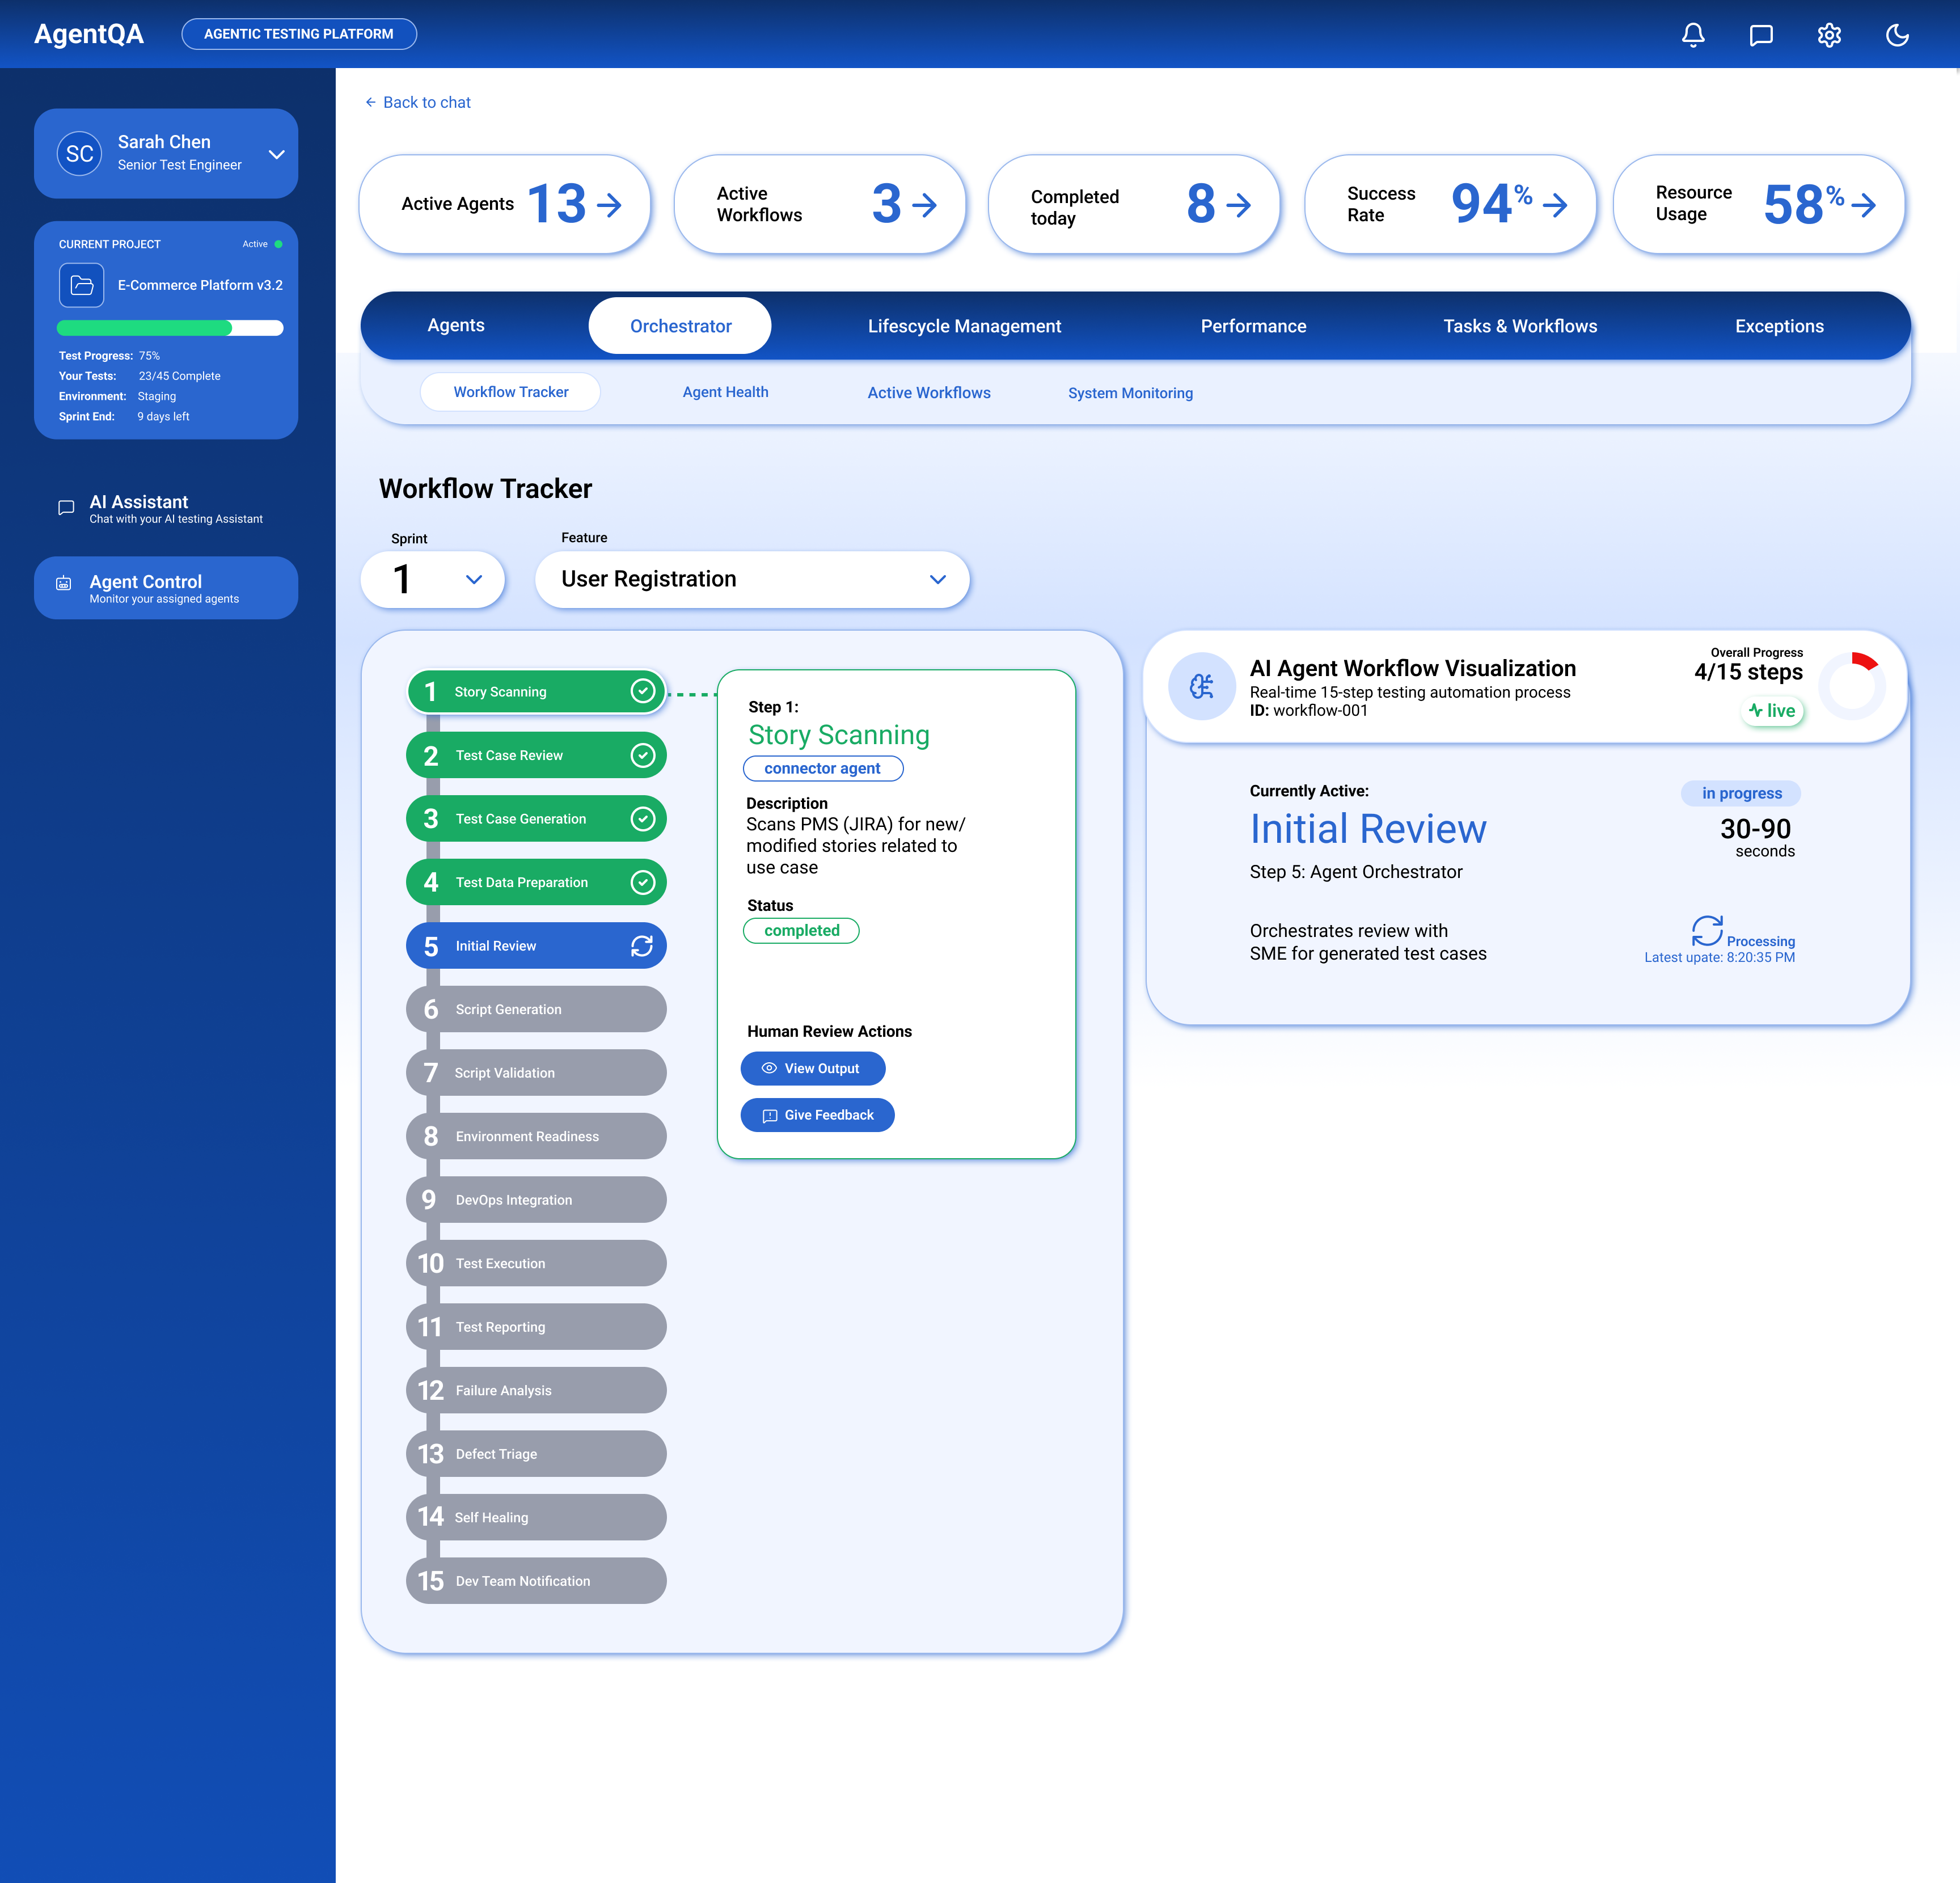 AgentQA
AGENTIC TESTING PLATFORM
SC
Sarah Chen
Senior Test Engineer
CURRENT PROJECT
Active
E-Commerce Platform v3.2
Test Progress: 75%
Your Tests: 23/45 Complete
Environment: Staging
Sprint End: 9 days left
AI Assistant
Chat with your AI testing Assistant
Agent Control
Monitor your assigned agents
Back to chat
Active Agents 13
Active
Workflows
3
Completed
today
8
Success
Rate
94%
Resource
Usage
58%
Agents
Orchestrator
Lifescycle Management
Performance
Tasks & Workflows
Exceptions
Workflow Tracker
Agent Health
Active Workflows
System Monitoring
Workflow Tracker
Sprint
1
Feature
User Registration
1 Story Scanning
2 Test Case Review
3 Test Case Generation
4 Test Data Preparation
5 Initial Review
6 Script Generation
7 Script Validation
8 Environment Readiness
9 DevOps Integration
10 Test Execution
11 Test Reporting
12 Failure Analysis
13 Defect Triage
14 Self Healing
15 Dev Team Notification
Step 1:
Story Scanning
connector agent
Description
Scans PMS (JIRA) for new/
modified stories related to
use case
Status
completed
Human Review Actions
View Output
Give Feedback
AI Agent Workflow Visualization
Real-time 15-step testing automation process
ID: workflow-001
Overall Progress
4/15 steps
live
Currently Active:
Initial Review
Step 5: Agent Orchestrator
Orchestrates review with
SME for generated test cases
in progress
30-90
seconds
Processing
Latest upate: 8:20:35 PM